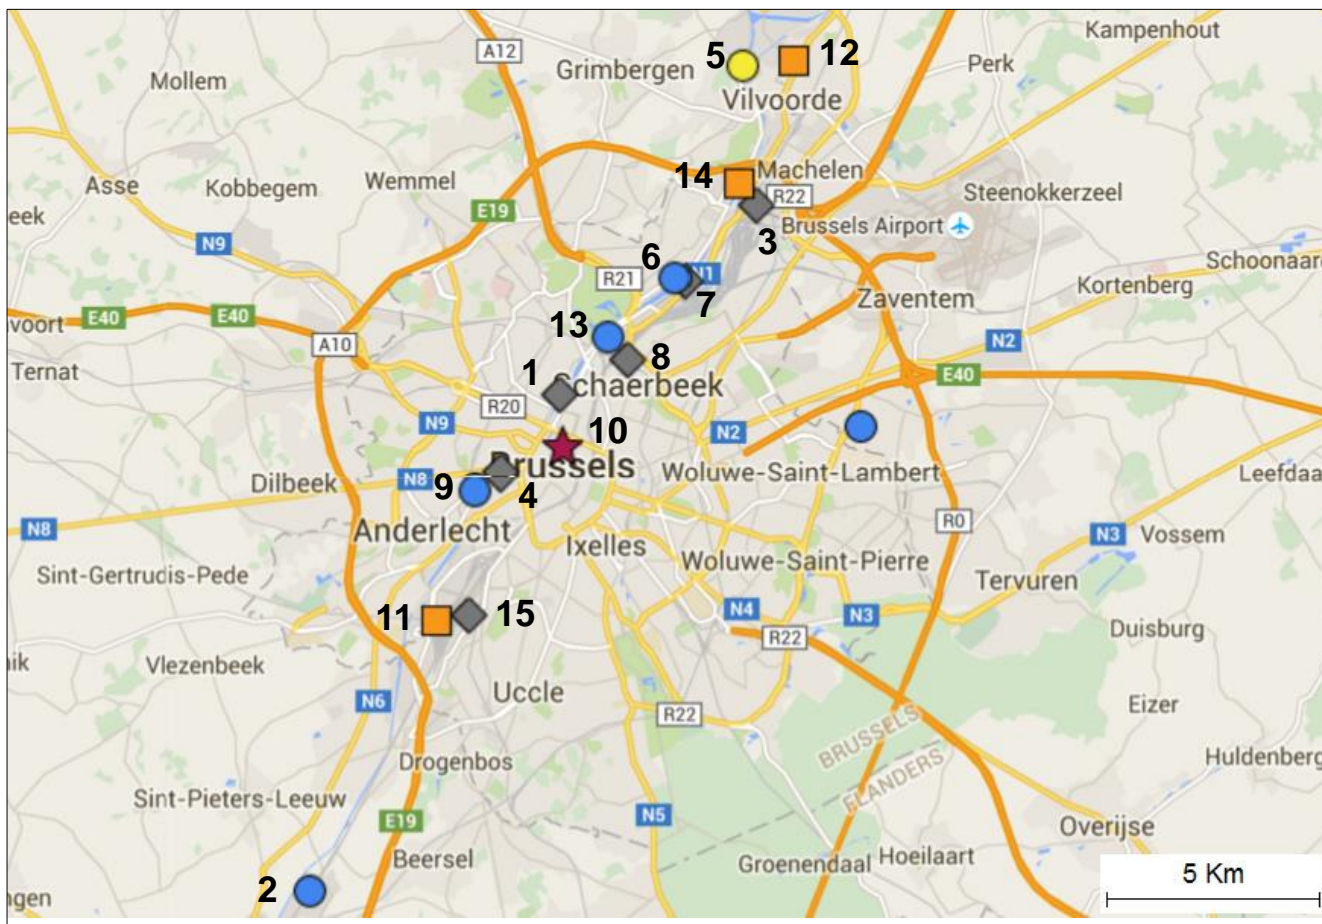 Kampenhout
A12
5
12
Grimbergen
Perk
Mollem
Vilvoorde
14
Machelen
Asse
Kobbegem
Wemmel
R22
Steenokkerzeel
eek
E19
3
Brussels Airport
N9
6
N1
R21
Schoonaar
7
Zaventem
Kortenberg
E40
E40
nvoort
13
N2
A10
8
Ternat
1
Schaerbeek
E40
R20
N9
10
N2
Brussels
Woluwe-Saint-Lambert
Leefdaa
Dilbeek
N8
9
4
N8
Anderlecht
R0
Ixelles
N3
Vossem
Woluwe-Saint-Pierre
Sint-Gertrudis-Pede
Tervuren
11
15
N4
N3
Duisburg
R22
nik
Vlezenbeek
Uccle
N6
R22
Eizer
BRUSSELS
FLANDERS
Huldenberg
Drogenbos
Sint-Pieters-Leeuw
N5
E19
Overijse
Beersel
Groenendaal
Hoeilaart
2
5 Km
ngen